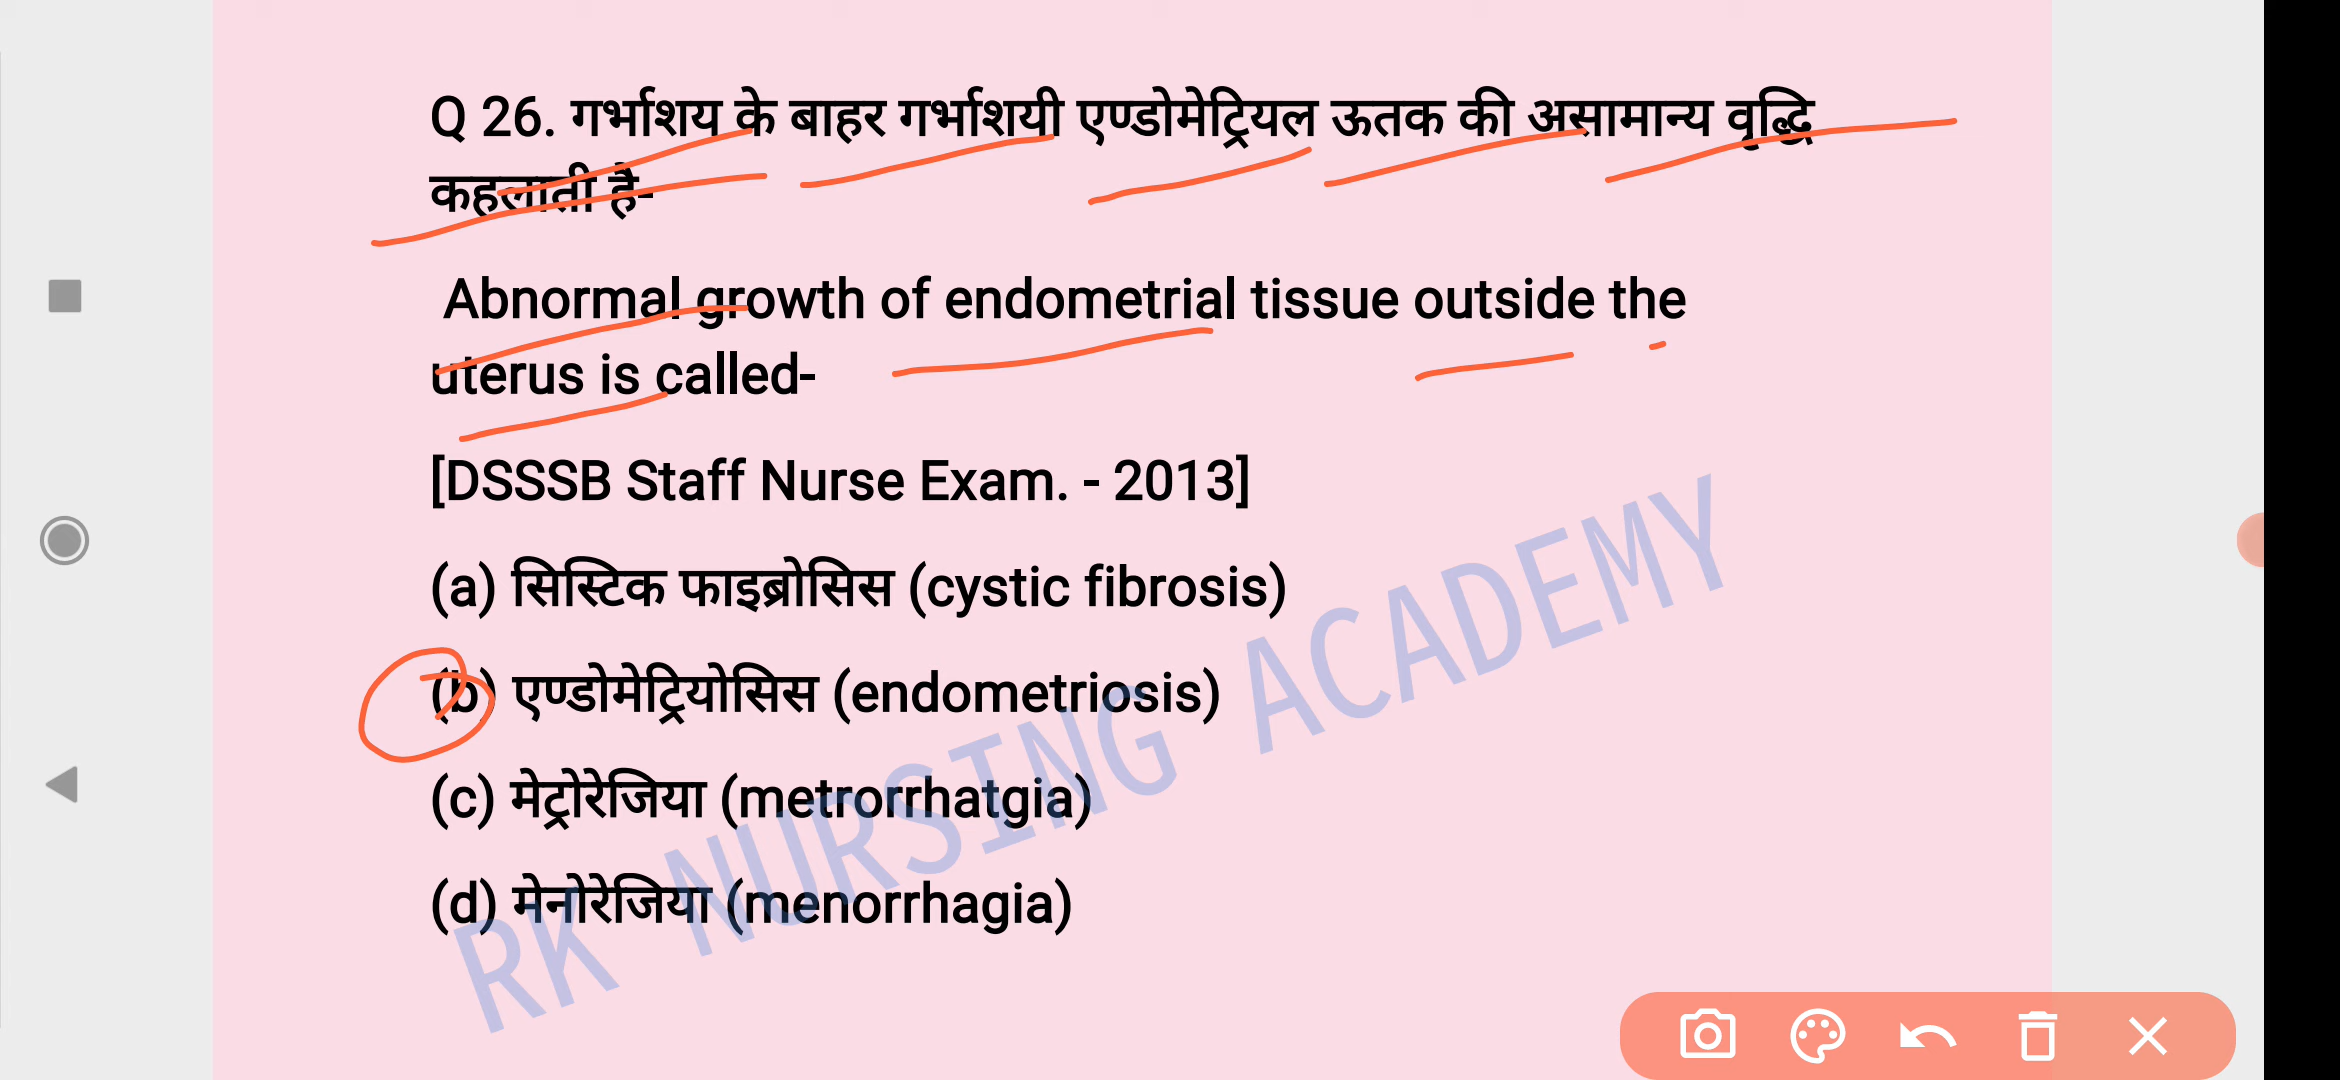 Q 26. गर्भाशय के बाहर गर्भाशयी एण्डोमेट्रियल ऊतक की असामान्य वृद्धि
कहलाती है-
Abnormal growth of endometrial tissue outside the
uterus is called-
[DSSSB Staff Nurse Exam. - 2013]
(a) सिस्टिक फाइब्रोसिस (cystic fibrosis)
(b) एण्डोमेट्रियोसिस (endometriosis)
(c) मेट्रोरेजिया (metrorrhatgia)
(d) मेनोरेजिया (menorrhagia)
RK NURSING ACADEMY